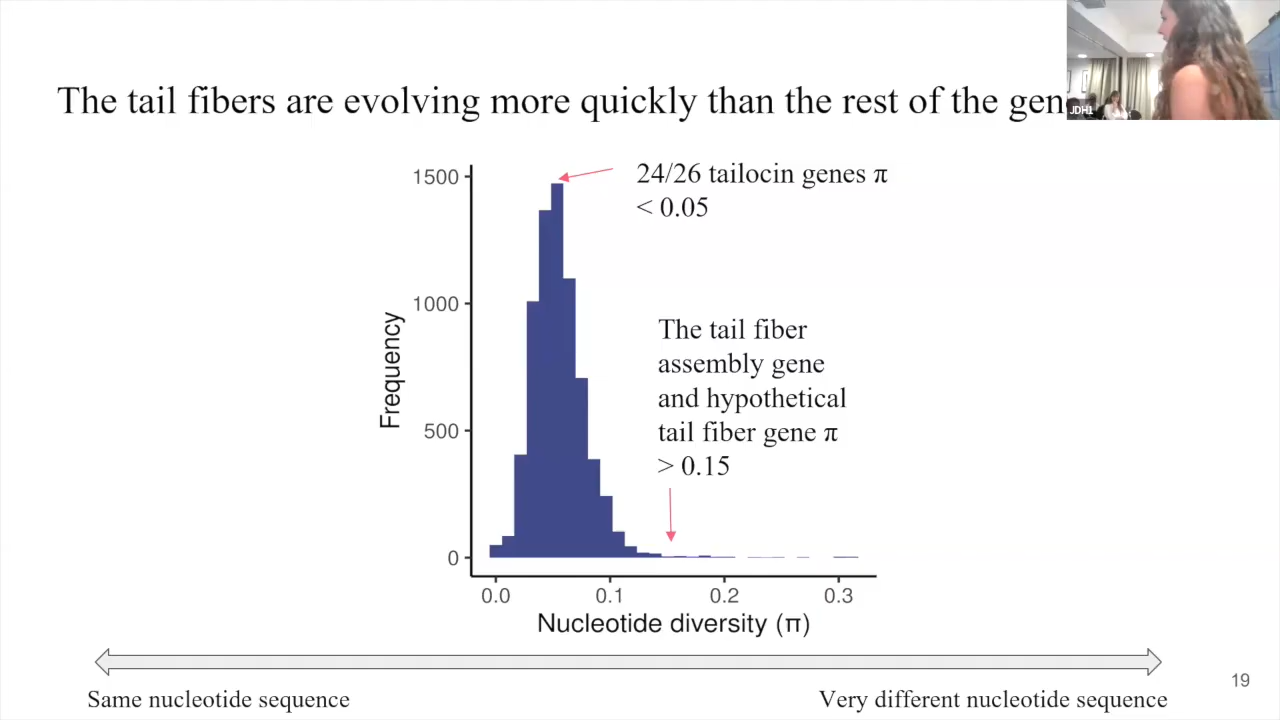 The tail fibers are evolving more quickly than the rest of the gen
JDH1
24/26 tailocin genes π
< 0.05
The tail fiber
assembly gene
and hypothetical
tail fiber gene π
> 0.15
Frequency
1500
1000
500
0
0.0 0.1 0.2 0.3
Nucleotide diversity (π)
Same nucleotide sequence
Very different nucleotide sequence
19